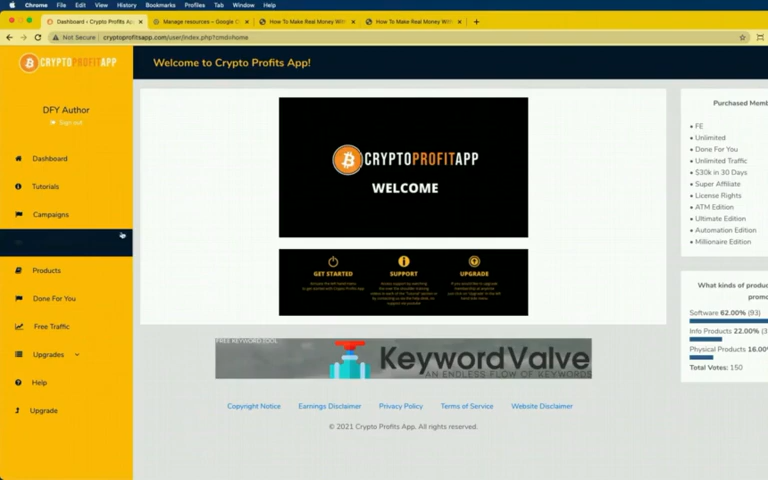 Chrome File Edit View History Bookmarks Profiles Tab Window Help
Dashboard ‹ Crypto Profits Ap
Manage resources – Google D
How To Make Real Money Wit
How To Make Real Money Wit
Not Secure | cryptoprofitsapp.com/user/index.php?cmd=home
CRYPTOPROFITAPP
Welcome to Crypto Profits App!
DFY Author
Sign out
Dashboard
Tutorials
Campaigns
Products
Done For You
Free Traffic
Upgrades
Help
Upgrade
CRYPTOPROFITAPP
WELCOME
GET STARTED
SUPPORT
UPGRADE
FREE KEYWORD TOOL
KeywordValve
AN ENDLESS FLOW OF KEYWORDS
Copyright Notice Earnings Disclaimer Privacy Policy Terms of Service Website Disclaimer
© 2021 Crypto Profits App. All rights reserved.
Purchased Memb
• FE
• Unlimited
• Done For You
• Unlimited Traffic
• $30k in 30 Days
• Super Affiliate
• License Rights
• ATM Edition
• Ultimate Edition
• Automation Edition
• Millionaire Edition
What kinds of produc
promo
Software 62.00% (93)
Info Products 22.00% (3
Physical Products 16.00%
Total Votes: 150